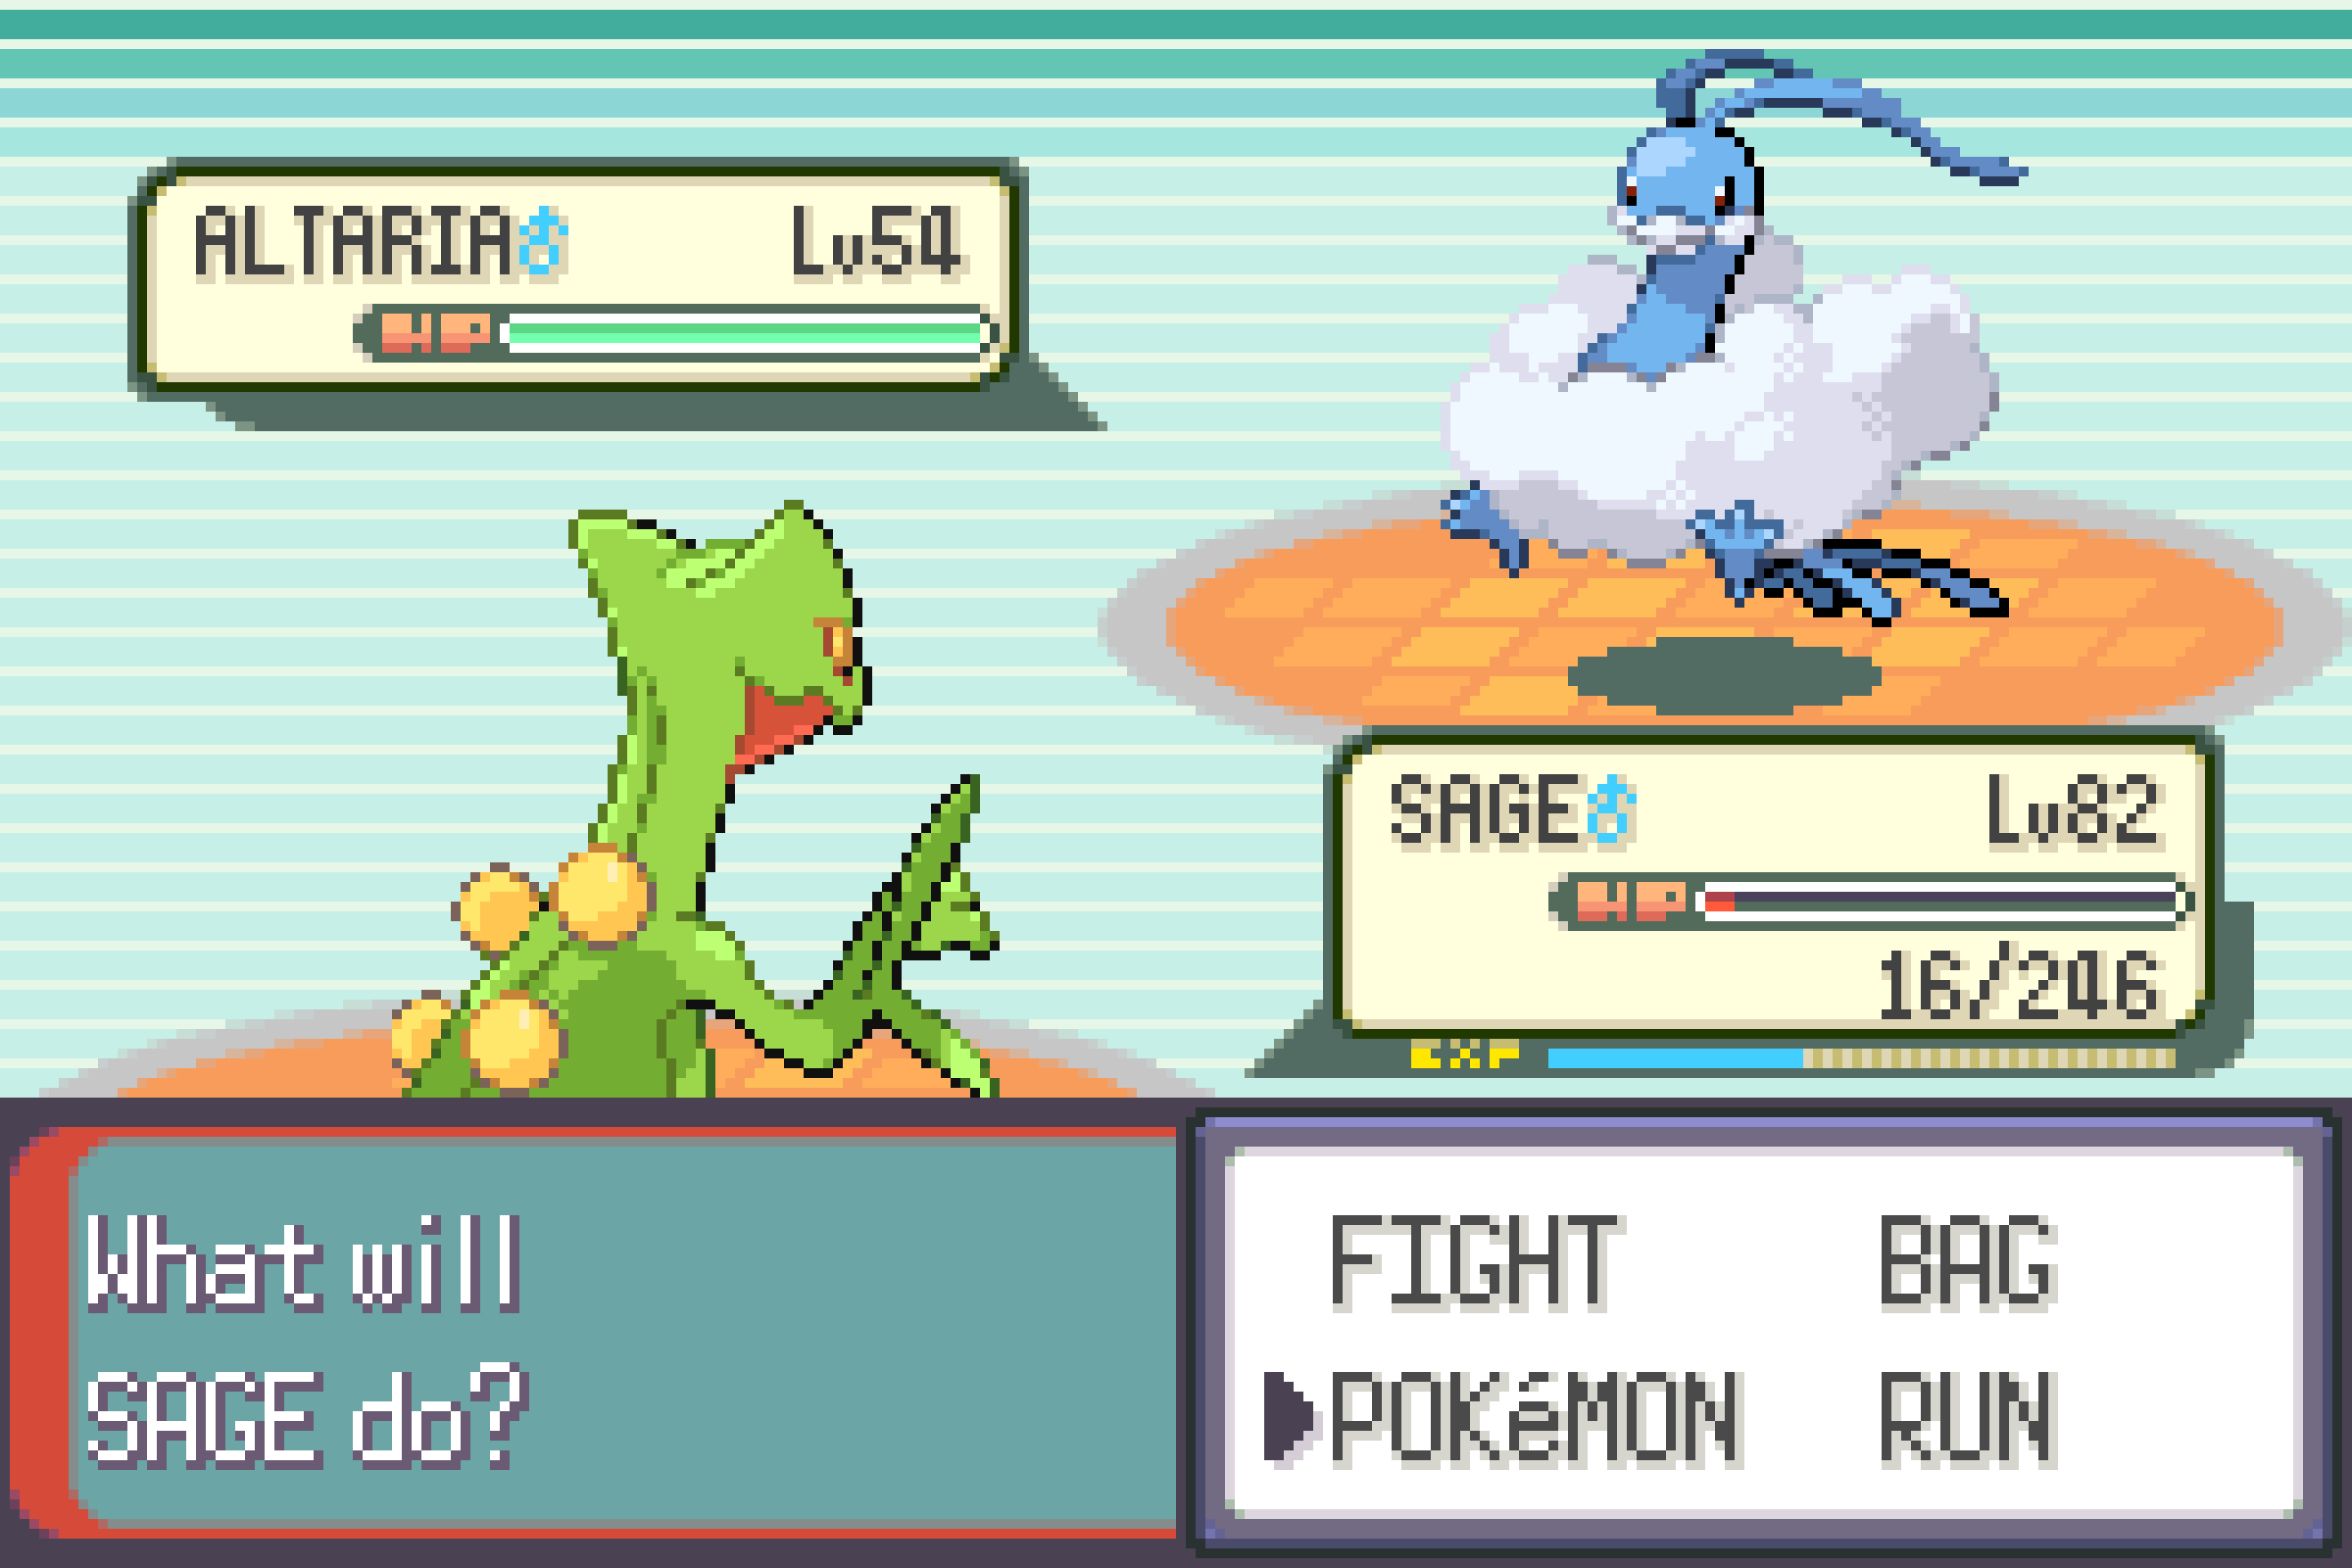 ALTARIA♂ Lv54
HP
SAGE♂ Lv82
HP
16/246
EXP
What will
SAGE do?
FIGHT BAG
POKéMON RUN